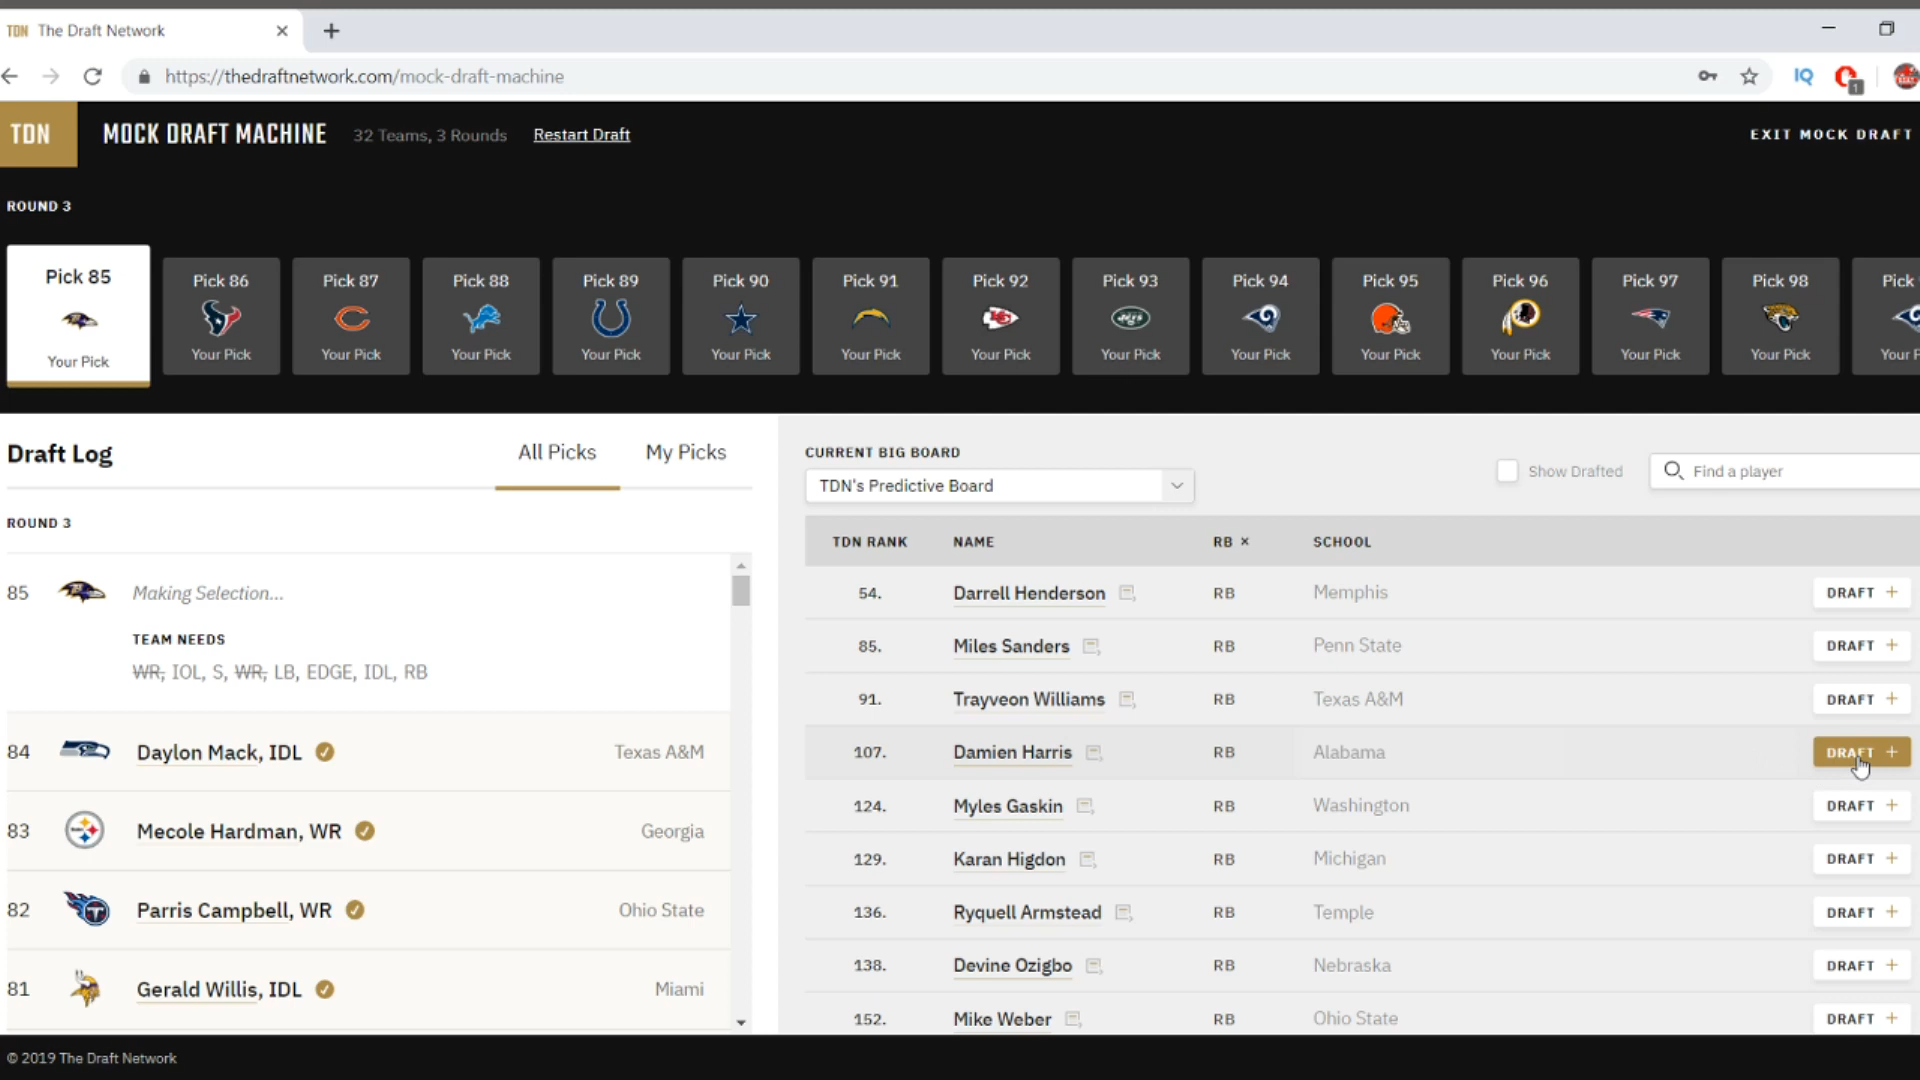 TDN The Draft Network
https://thedraftnetwork.com/mock-draft-machine
IQ
1
TDN
MOCK DRAFT MACHINE
32 Teams, 3 Rounds
Restart Draft
EXIT MOCK DRAFT
ROUND 3
Pick 85
Your Pick
Pick 86
Your Pick
Pick 87
Your Pick
Pick 88
Your Pick
Pick 89
Your Pick
Pick 90
Your Pick
Pick 91
Your Pick
Pick 92
Your Pick
Pick 93
Your Pick
Pick 94
Your Pick
Pick 95
Your Pick
Pick 96
Your Pick
Pick 97
Your Pick
Pick 98
Your Pick
Pick
Your P
Draft Log
All Picks
My Picks
ROUND 3
85 Making Selection...
TEAM NEEDS
WR, IOL, S, WR, LB, EDGE, IDL, RB
84 Daylon Mack, IDL Texas A&M
83 Mecole Hardman, WR Georgia
82 Parris Campbell, WR Ohio State
81 Gerald Willis, IDL Miami
CURRENT BIG BOARD
TDN's Predictive Board
Show Drafted
Find a player
TDN RANK NAME RB × SCHOOL
54. Darrell Henderson RB Memphis DRAFT +
85. Miles Sanders RB Penn State DRAFT +
91. Trayveon Williams RB Texas A&M DRAFT +
107. Damien Harris RB Alabama DRAFT +
124. Myles Gaskin RB Washington DRAFT +
129. Karan Higdon RB Michigan DRAFT +
136. Ryquell Armstead RB Temple DRAFT +
138. Devine Ozigbo RB Nebraska DRAFT +
152. Mike Weber RB Ohio State DRAFT +
© 2019 The Draft Network